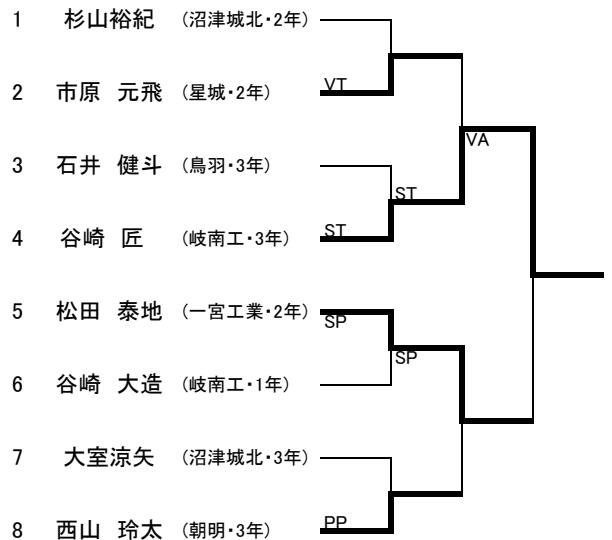 1 杉山裕紀 (沼津城北・2年)
2 市原 元飛 (星城・2年) VT
3 石井 健斗 (鳥羽・3年)
4 谷崎 匠 (岐南工・3年) ST
ST
VA
5 松田 泰地 (一宮工業・2年) SP
SP
6 谷崎 大造 (岐南工・1年)
7 大室涼矢 (沼津城北・3年)
8 西山 玲太 (朝明・3年) PP